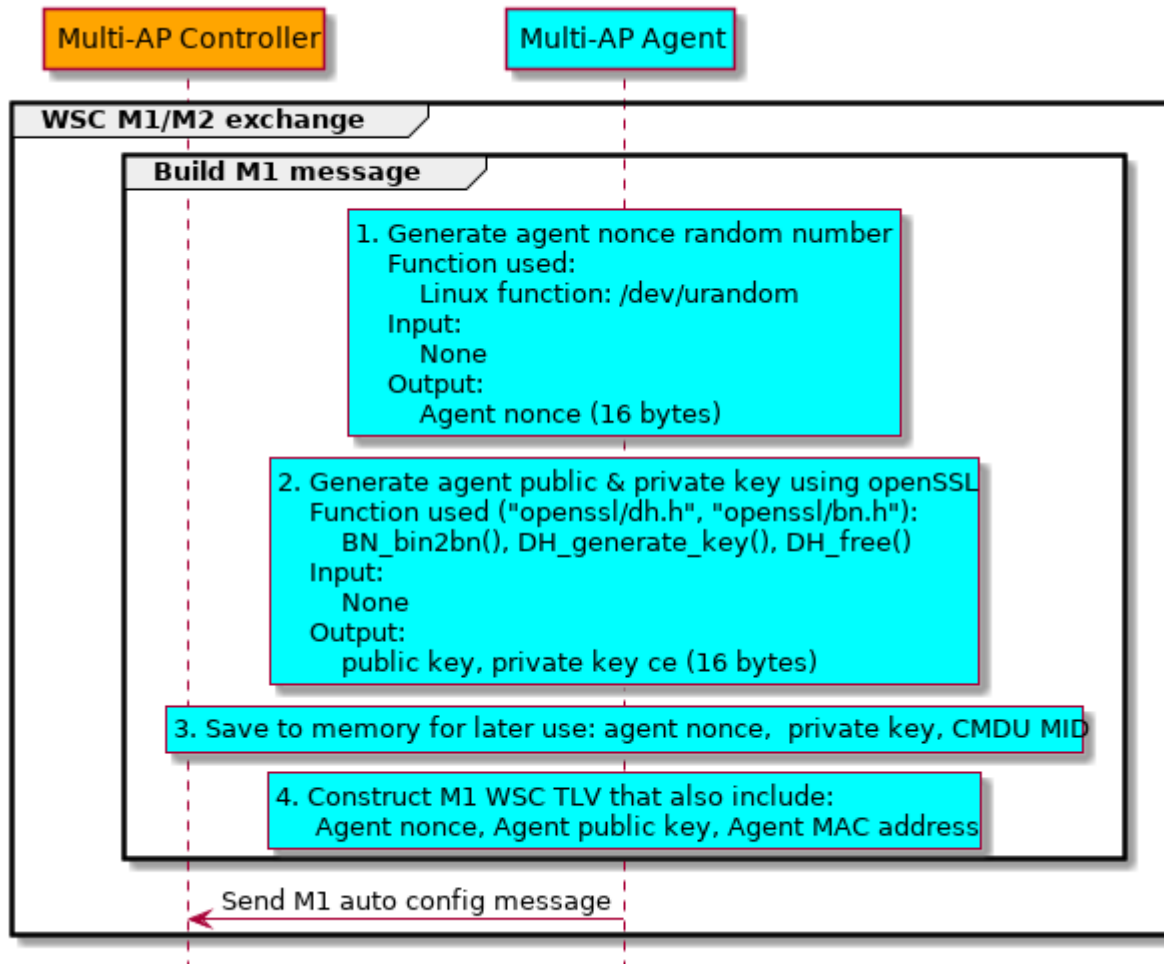 Multi-AP Controller
Multi-AP Agent
WSC M1/M2 exchange
Build M1 message
1. Generate agent nonce random number
Function used:
Linux function: /dev/urandom
Input:
None
Output:
Agent nonce (16 bytes)
2. Generate agent public & private key using openSSL
Function used ("openssl/dh.h", "openssl/bn.h"):
BN_bin2bn(), DH_generate_key(), DH_free()
Input:
None
Output:
public key, private key ce (16 bytes)
3. Save to memory for later use: agent nonce,  private key, CMDU MID
4. Construct M1 WSC TLV that also include:
Agent nonce, Agent public key, Agent MAC address
Send M1 auto config message